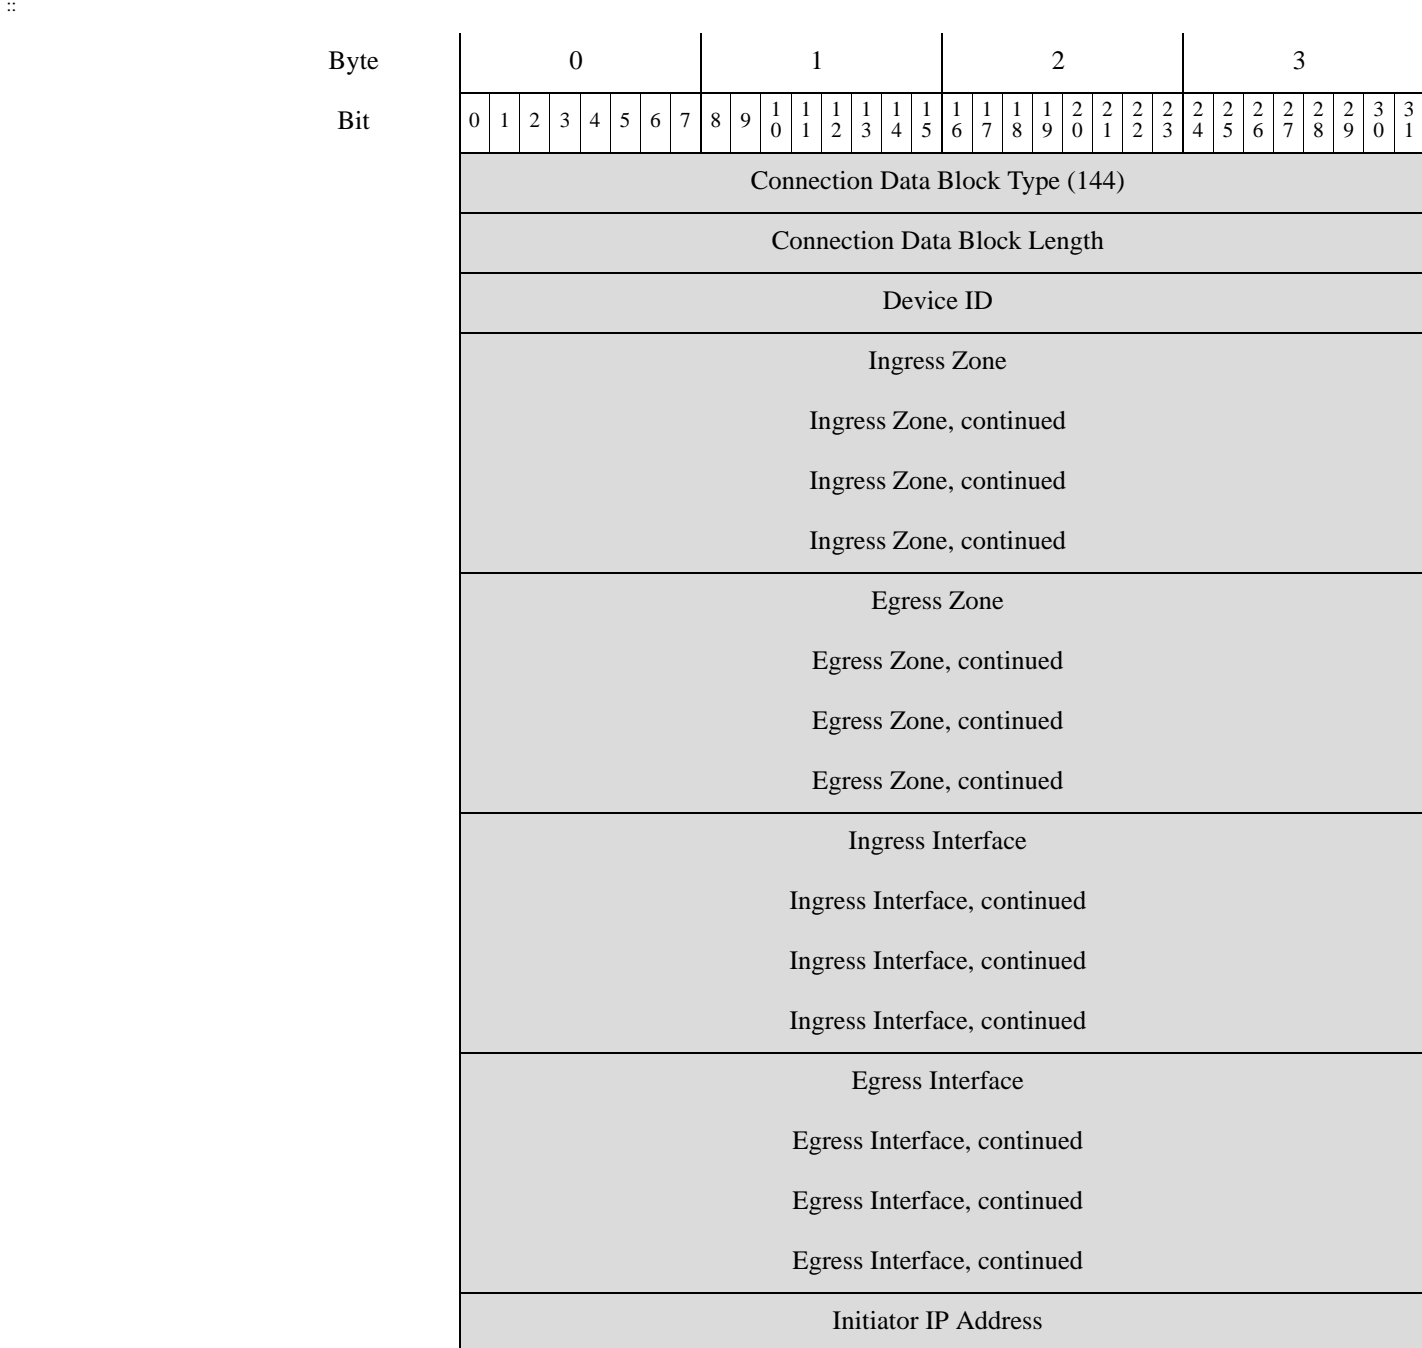 ::
Byte 0 1 2 3
Bit 0 1 2 3 4 5 6 7 8 9 10 11 12 13 14 15 16 17 18 19 20 21 22 23 24 25 26 27 28 29 30 31
Connection Data Block Type (144)
Connection Data Block Length
Device ID
Ingress Zone
Ingress Zone, continued
Ingress Zone, continued
Ingress Zone, continued
Egress Zone
Egress Zone, continued
Egress Zone, continued
Egress Zone, continued
Ingress Interface
Ingress Interface, continued
Ingress Interface, continued
Ingress Interface, continued
Egress Interface
Egress Interface, continued
Egress Interface, continued
Egress Interface, continued
Initiator IP Address